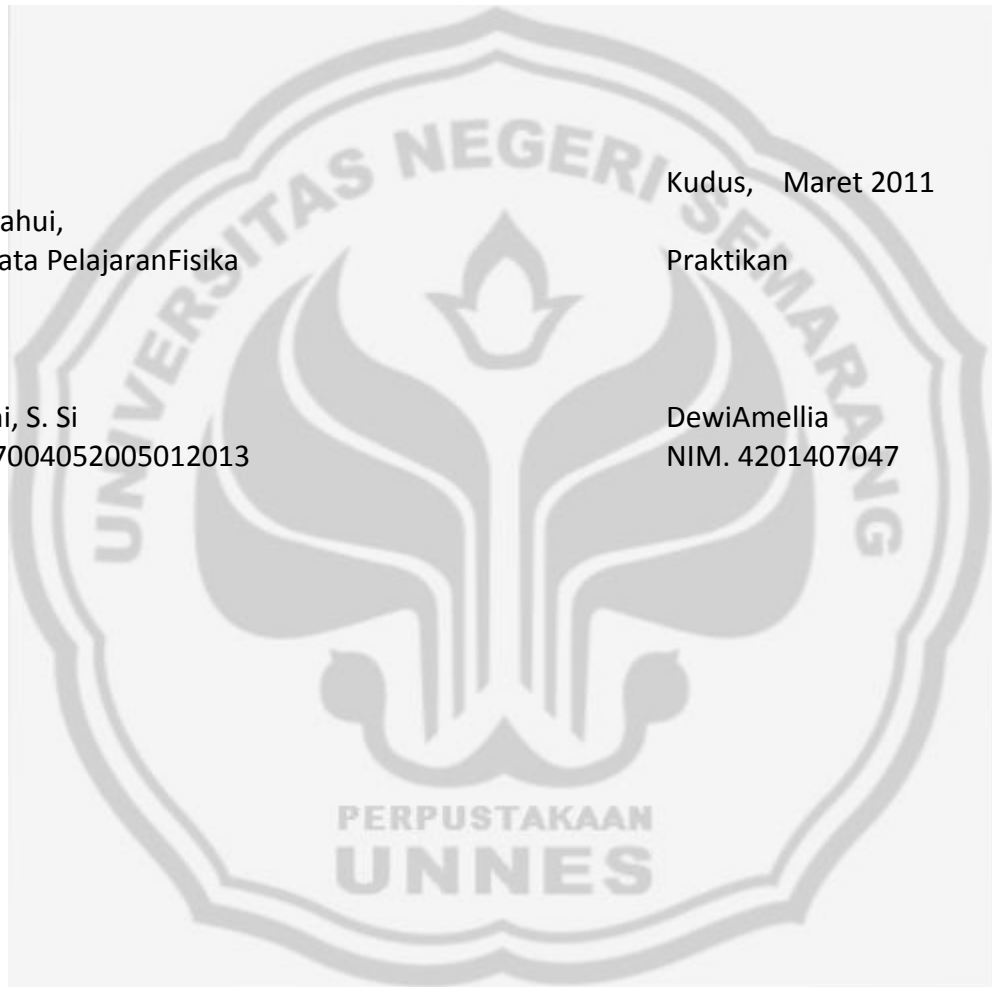 Kudus,    Maret 2011
ahui,
ata PelajaranFisika
Praktikan
i, S. Si
DewiAmellia
7004052005012013
NIM. 4201407047
UNIVERSITAS NEGERI SEMARANG
PERPUSTAKAAN
UNNES